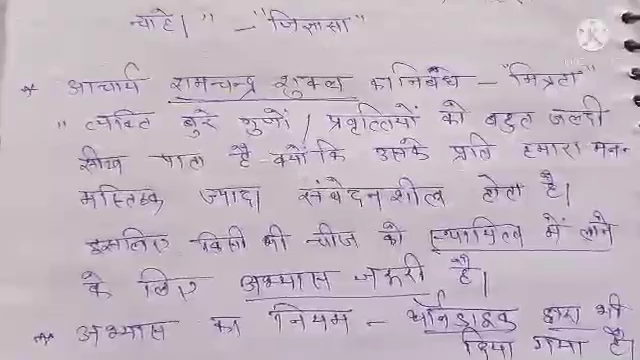 चाहे।" – "जिज्ञासा"
* आचार्य रामचन्द्र शुक्ल का निबंध – "मित्रता"
" व्यक्ति बुरे गुणों / प्रवृत्तियों को बहुत जल्दी
सीख पाता है क्योंकि उसके प्रति हमारा मन-
मस्तिष्क ज्यादा संवेदनशील होता है।
इसलिए किसी भी चीज को स्थायित्व में लाने
के लिए अभ्यास जरूरी है।
** अभ्यास का नियम – थॉर्नडाइक द्वारा भी
दिया गया है।